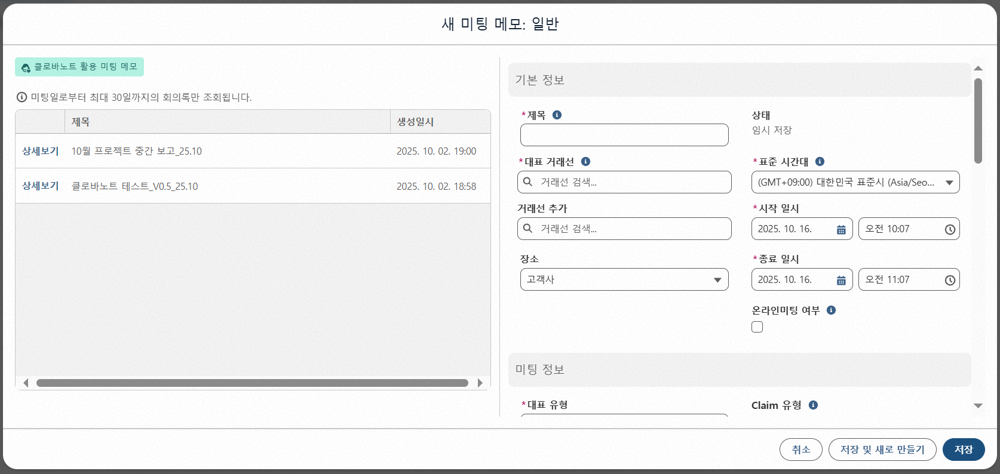 새 미팅 메모: 일반
클로바노트 활용 미팅 메모
미팅일로부터 최대 30일까지의 회의록만 조회됩니다.
제목 생성일시
상세보기 10월 프로젝트 중간 보고_25.10 2025. 10. 02. 19:00
상세보기 클로바노트 테스트_V0.5_25.10 2025. 10. 02. 18:58
기본 정보
*제목 상태
임시 저장
*대표 거래선 *표준 시간대
거래선 검색... (GMT+09:00) 대한민국 표준시 (Asia/Seo...
거래선 추가 *시작 일시
거래선 검색... 2025. 10. 16. 오전 10:07
장소 *종료 일시
고객사 2025. 10. 16. 오전 11:07
온라인미팅 여부
미팅 정보
*대표 유형 Claim 유형
취소 저장 및 새로 만들기 저장